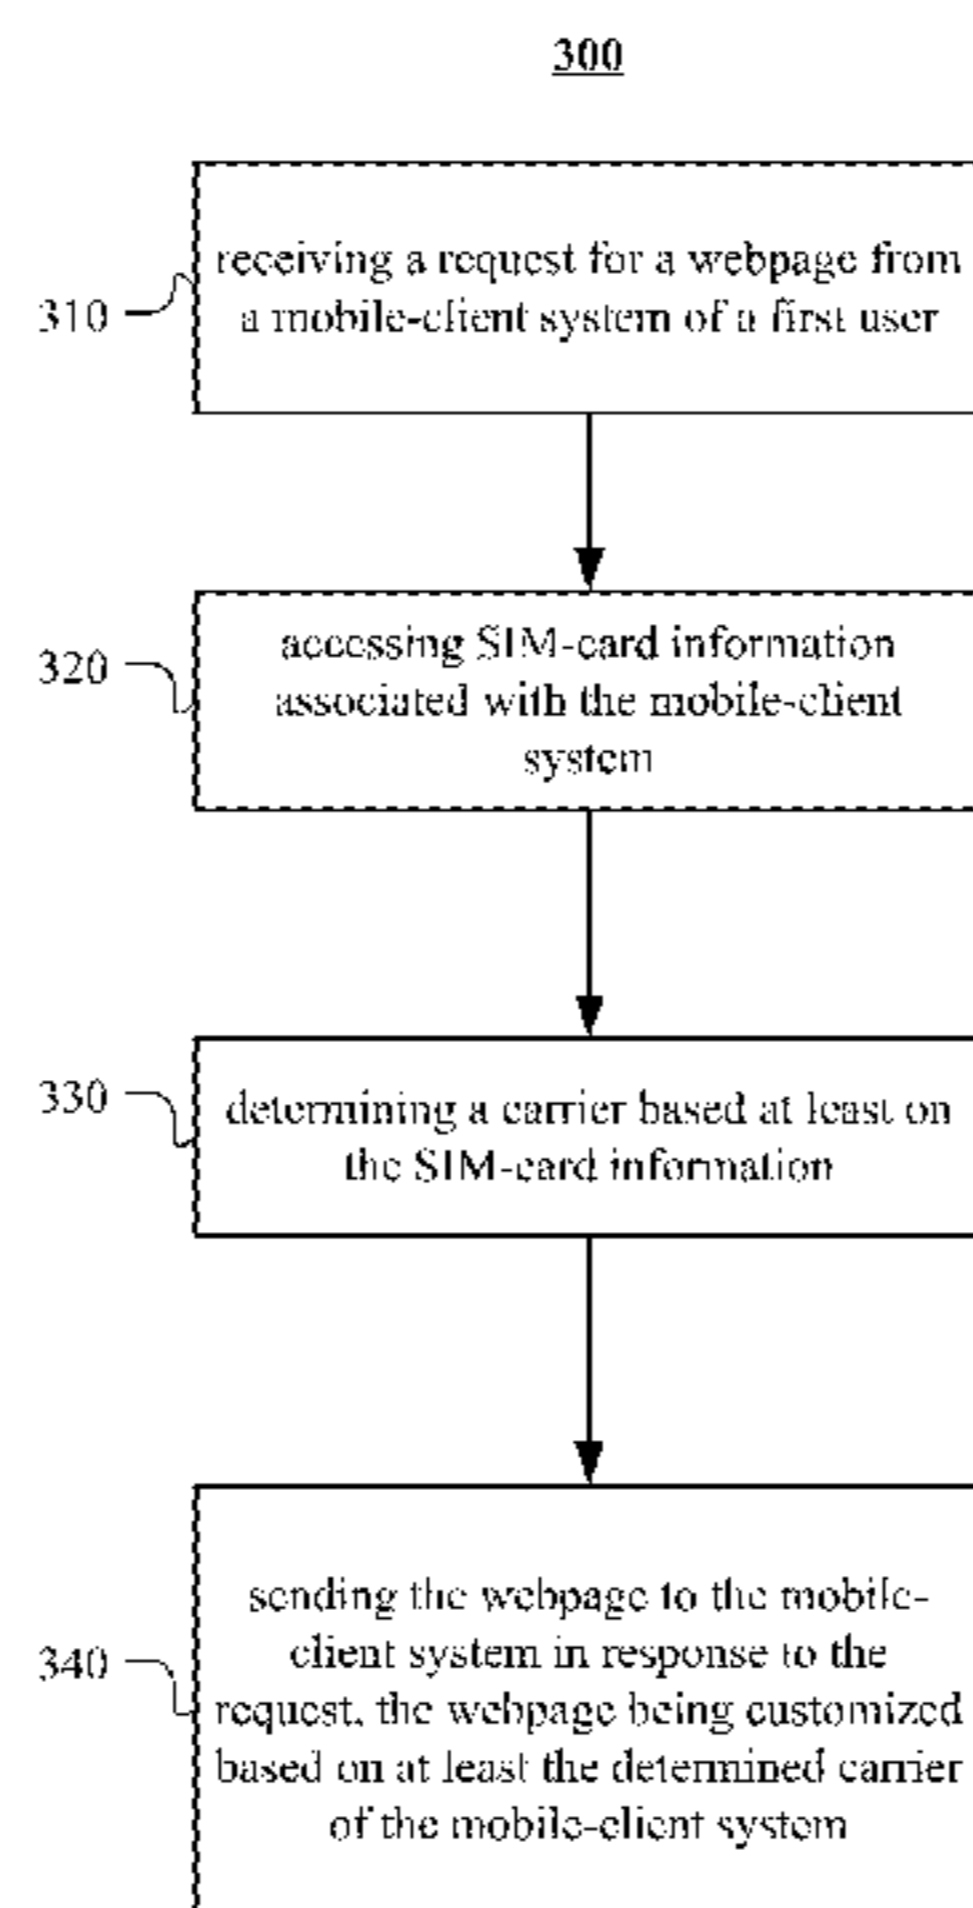 300
310
receiving a request for a webpage from
a mobile-client system of a first user
320
accessing SIM-card information
associated with the mobile-client
system
330
determining a carrier based at least on
the SIM-card information
340
sending the webpage to the mobile-
client system in response to the
request, the webpage being customized
based on at least the determined carrier
of the mobile-client system